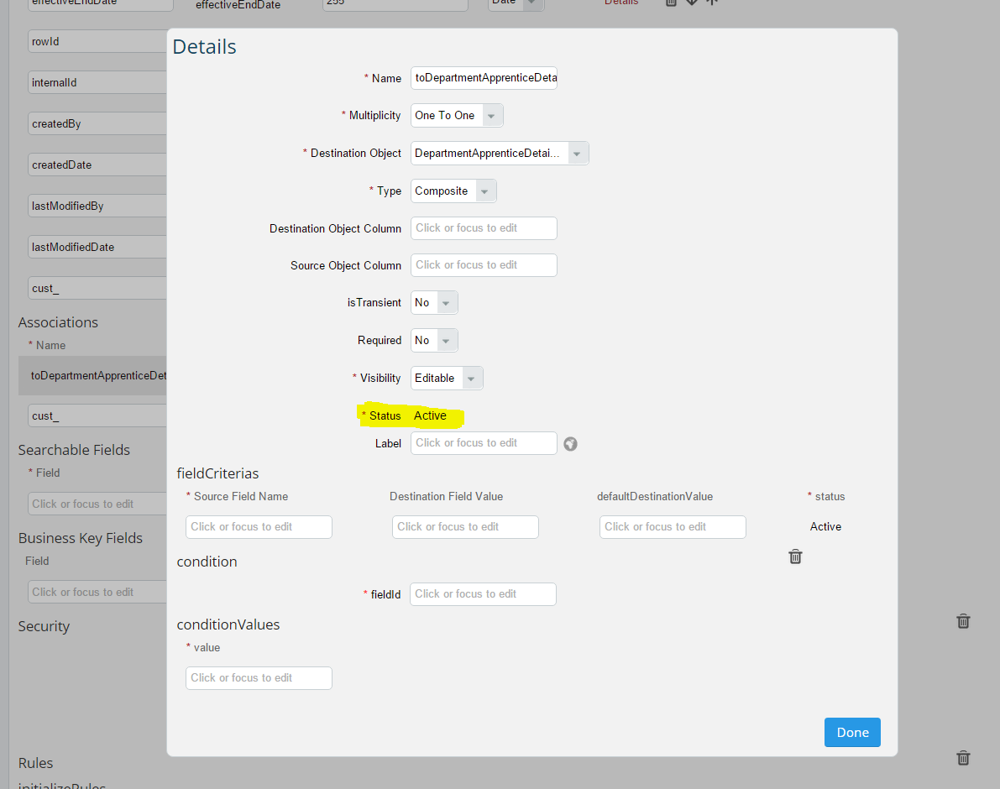 effectiveEndDate effectiveEndDate 255 Date Details
rowId
internalId
createdBy
createdDate
lastModifiedBy
lastModifiedDate
cust_
Associations
* Name
toDepartmentApprenticeDet
cust_
Searchable Fields
* Field
Click or focus to edit
Business Key Fields
Field
Click or focus to edit
Security
Rules
initializeRules
Details
* Name toDepartmentApprenticeDeta
* Multiplicity One To One
* Destination Object DepartmentApprenticeDetai...
* Type Composite
Destination Object Column Click or focus to edit
Source Object Column Click or focus to edit
isTransient No
Required No
* Visibility Editable
* Status Active
Label Click or focus to edit
fieldCriterias
* Source Field Name Destination Field Value defaultDestinationValue * status
Click or focus to edit Click or focus to edit Click or focus to edit Active
condition
* fieldId Click or focus to edit
conditionValues
* value
Click or focus to edit
Done